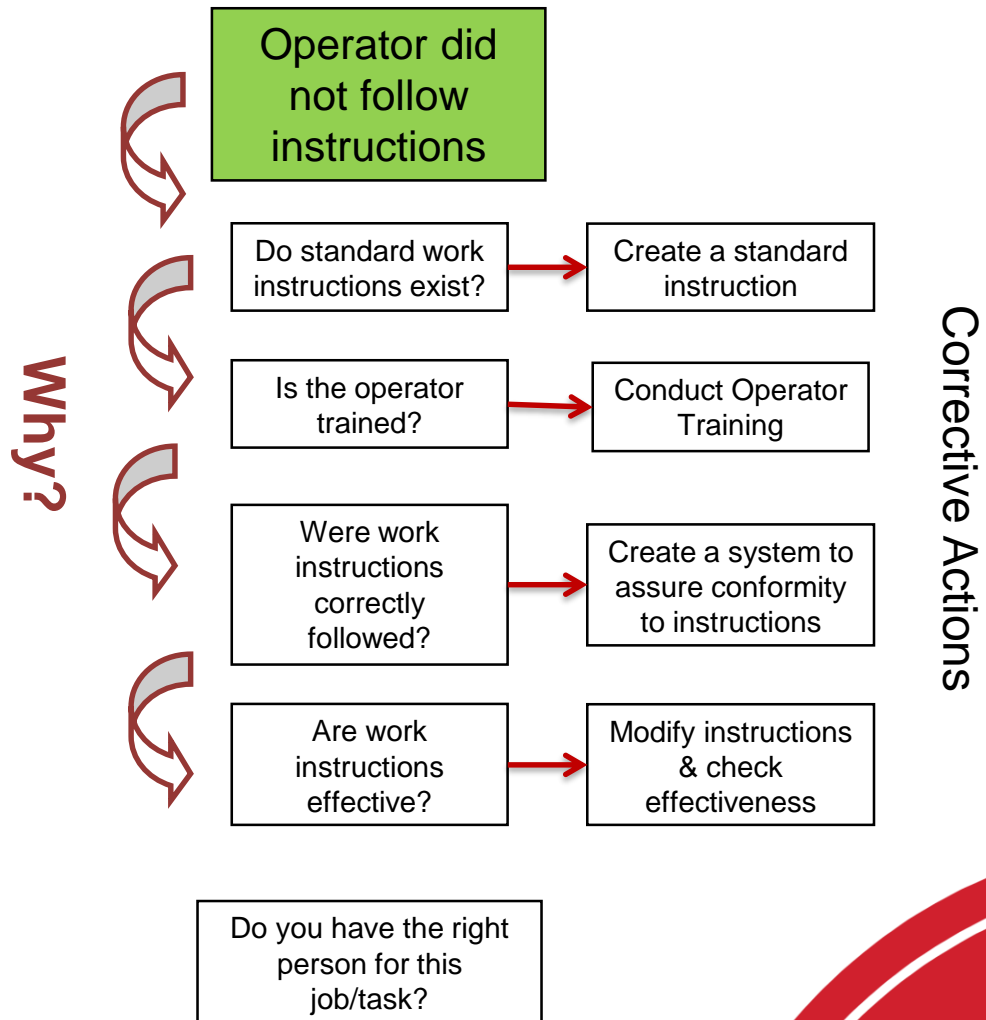 Operator did
not follow
instructions
Do standard work
instructions exist?
Create a standard
instruction
Is the operator
trained?
Conduct Operator
Training
Were work
instructions
correctly
followed?
Create a system to
assure conformity
to instructions
Are work
instructions
effective?
Modify instructions
& check
effectiveness
Do you have the right
person for this
job/task?
Why?
Corrective Actions